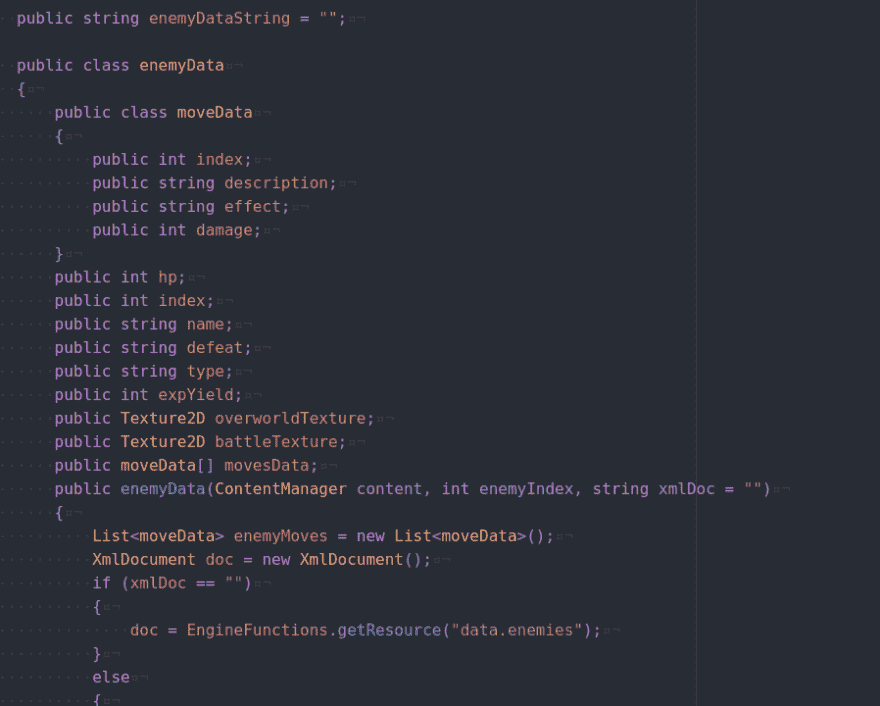 public string enemyDataString = "";
public class enemyData
{
public class moveData
{
public int index;
public string description;
public string effect;
public int damage;
}
public int hp;
public int index;
public string name;
public string defeat;
public string type;
public int expYield;
public Texture2D overworldTexture;
public Texture2D battleTexture;
public moveData[] movesData;
public enemyData(ContentManager content, int enemyIndex, string xmlDoc = "")
{
List<moveData> enemyMoves = new List<moveData>();
XmlDocument doc = new XmlDocument();
if (xmlDoc == "")
{
doc = EngineFunctions.getResource("data.enemies");
}
else
{